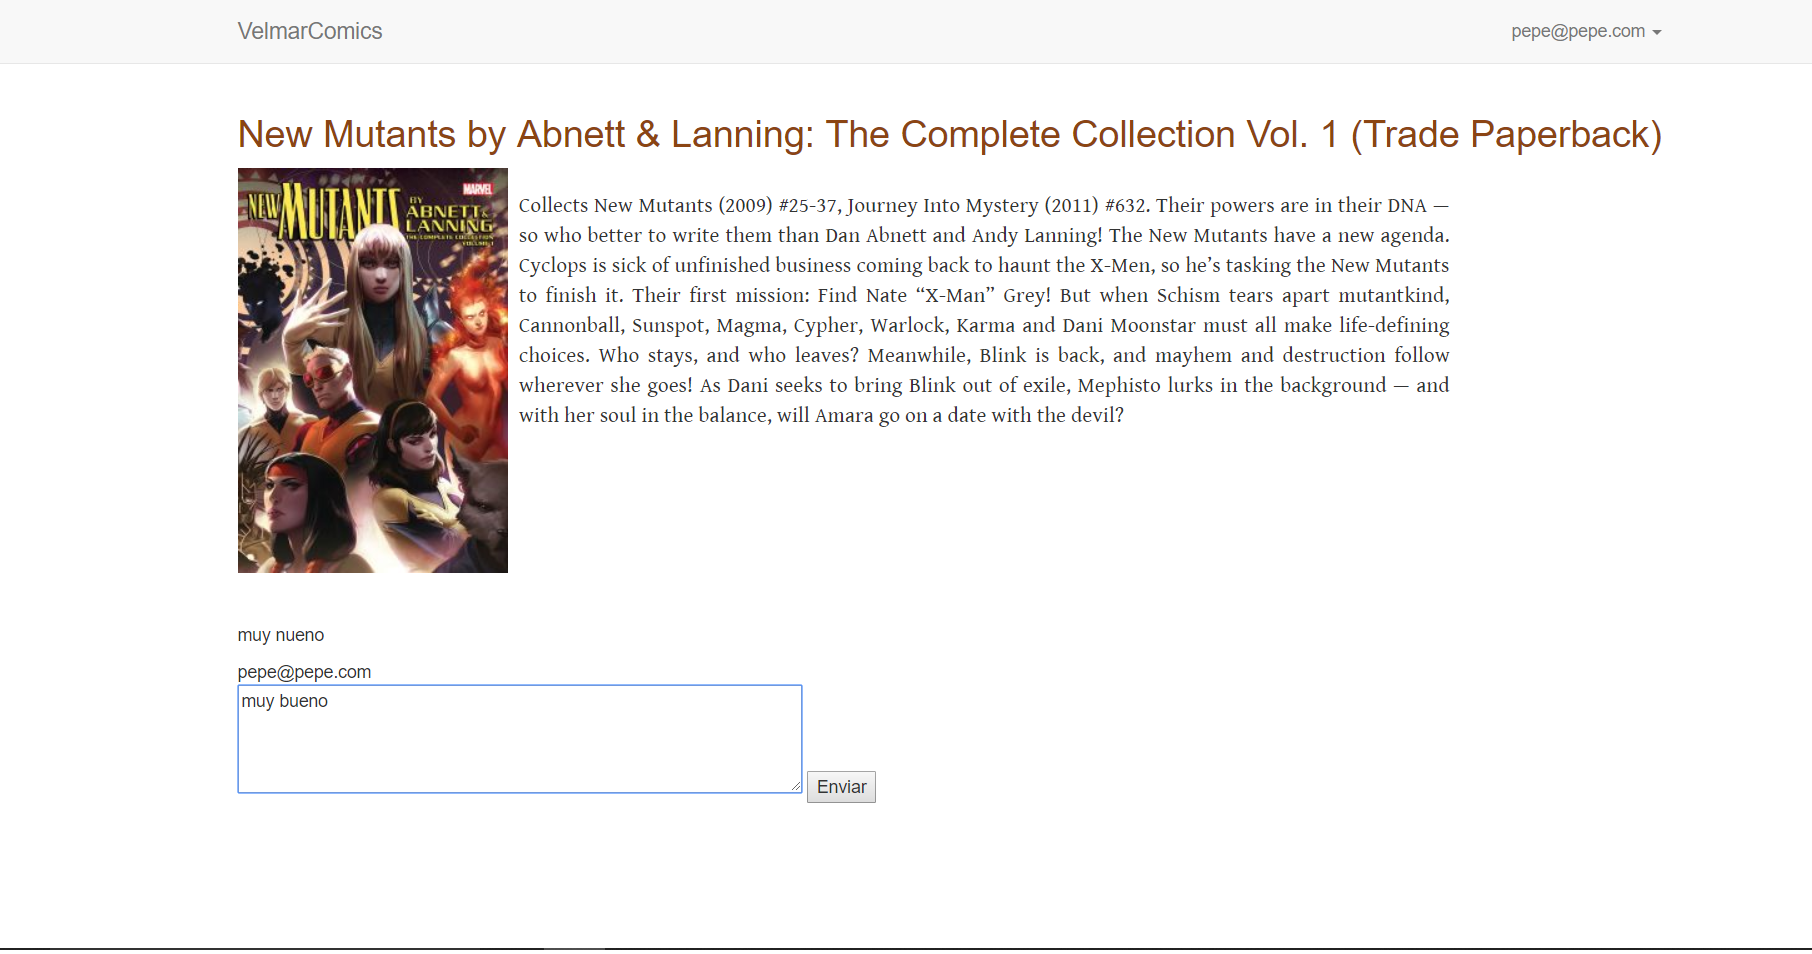 VelmarComics
pepe@pepe.com
New Mutants by Abnett & Lanning: The Complete Collection Vol. 1 (Trade Paperback)
MARVEL
NEW MUTANTS BY
ABNETT &
LANNING
THE COMPLETE COLLECTION
VOLUME 1
Collects New Mutants (2009) #25-37, Journey Into Mystery (2011) #632. Their powers are in their DNA —
so who better to write them than Dan Abnett and Andy Lanning! The New Mutants have a new agenda.
Cyclops is sick of unfinished business coming back to haunt the X-Men, so he’s tasking the New Mutants
to finish it. Their first mission: Find Nate “X-Man” Grey! But when Schism tears apart mutantkind,
Cannonball, Sunspot, Magma, Cypher, Warlock, Karma and Dani Moonstar must all make life-defining
choices. Who stays, and who leaves? Meanwhile, Blink is back, and mayhem and destruction follow
wherever she goes! As Dani seeks to bring Blink out of exile, Mephisto lurks in the background — and
with her soul in the balance, will Amara go on a date with the devil?
muy nueno
pepe@pepe.com
muy bueno
Enviar